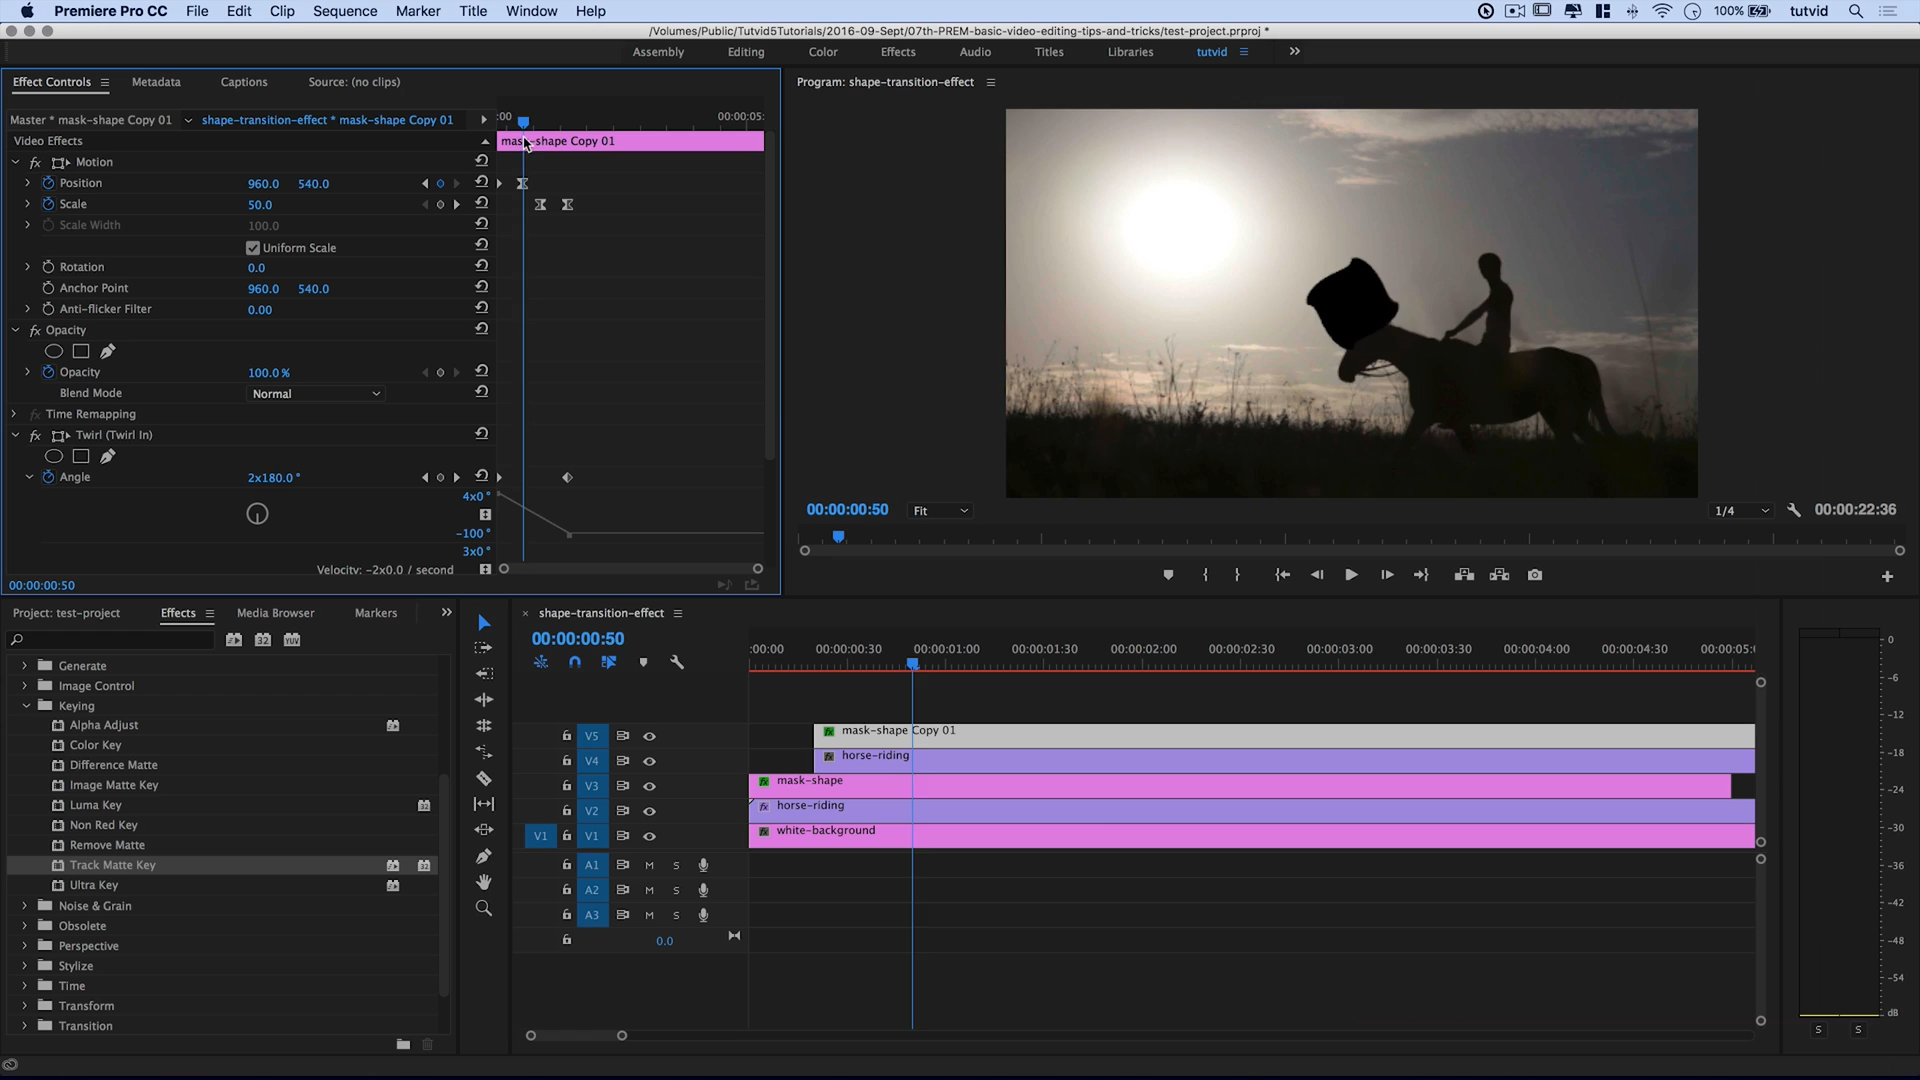 Premiere Pro CC File Edit Clip Sequence Marker Title Window Help 100% tutvid
/Volumes/Public/Tutvid5Tutorials/2016-09-Sept/07th-PREM-basic-video-editing-tips-and-tricks/test-project.prproj *
Assembly Editing Color Effects Audio Titles Libraries tutvid
Effect Controls Metadata Captions Source: (no clips)
Program: shape-transition-effect
Master * mask-shape Copy 01 shape-transition-effect * mask-shape Copy 01 :00 00:00:05:
Video Effects mask-shape Copy 01
fx Motion
Position 960.0 540.0
Scale 50.0
Scale Width 100.0
Uniform Scale
Rotation 0.0
Anchor Point 960.0 540.0
Anti-flicker Filter 0.00
fx Opacity
Opacity 100.0 %
Blend Mode Normal
fx Time Remapping
fx Twirl (Twirl In)
Angle 2x180.0 °
4x0 °
-100 °
3x0 °
Velocity: -2x0.0 / second
00:00:00:50
00:00:00:50 Fit 1/4 00:00:22:36
Project: test-project Effects Media Browser Markers
32 YUV
Generate
Image Control
Keying
Alpha Adjust
Color Key
Difference Matte
Image Matte Key
Luma Key
Non Red Key
Remove Matte
Track Matte Key
Ultra Key
Noise & Grain
Obsolete
Perspective
Stylize
Time
Transform
Transition
× shape-transition-effect
00:00:00:50
:00:00 00:00:00:30 00:00:01:00 00:00:01:30 00:00:02:00 00:00:02:30 00:00:03:00 00:00:03:30 00:00:04:00 00:00:04:30 00:00:05:0
V5 fx mask-shape Copy 01
V4 fx horse-riding
V3 fx mask-shape
V2 fx horse-riding
V1 V1 fx white-background
A1 M S
A2 M S
A3 M S
0.0
0
-6
-12
-18
-24
-30
-36
-42
-48
-54
dB
S S